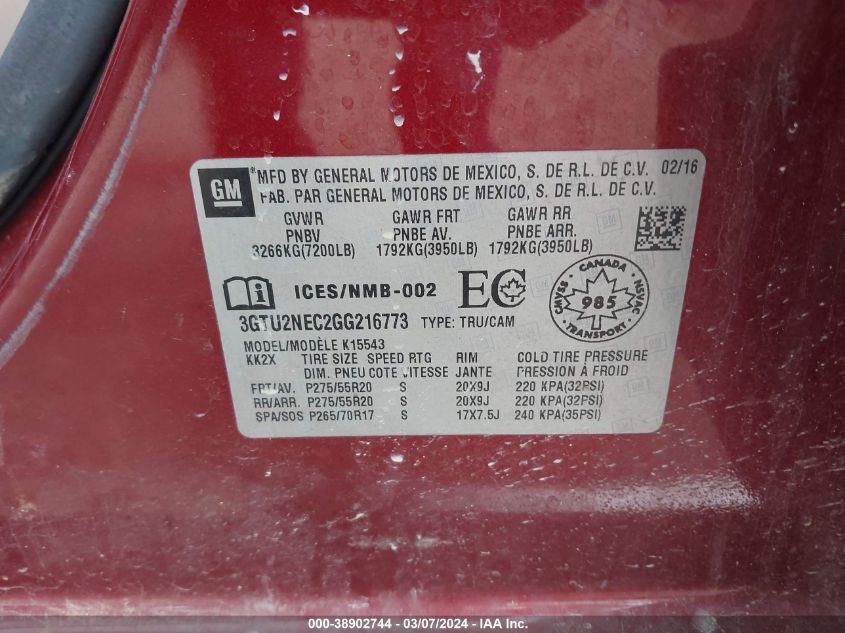 GM
® MFD BY GENERAL MOTORS DE MEXICO, S. DE R.L. DE C.V. 02/16
FAB. PAR GENERAL MOTORS DE MEXICO, S. DE R.L. DE C.V.
GVWR GAWR FRT GAWR RR
PNBV PNBE AV. PNBE ARR.
3266KG(7200LB) 1792KG(3950LB) 1792KG(3950LB)
ICES/NMB-002 EC
CANADA
CMVSS 985 NSVAC
TRANSPORT
3GTU2NEC2GG216773 TYPE: TRU/CAM
MODEL/MODÈLE K15543
KK2X TIRE SIZE SPEED RTG RIM COLD TIRE PRESSURE
DIM. PNEU COTE VITESSE JANTE PRESSION À FROID
FRT/AV. P275/55R20 S 20X9J 220 KPA(32PSI)
RR/ARR. P275/55R20 S 20X9J 220 KPA(32PSI)
SPA/SOS P265/70R17 S 17X7.5J 240 KPA(35PSI)
000-38902744 - 03/07/2024 - IAA Inc.